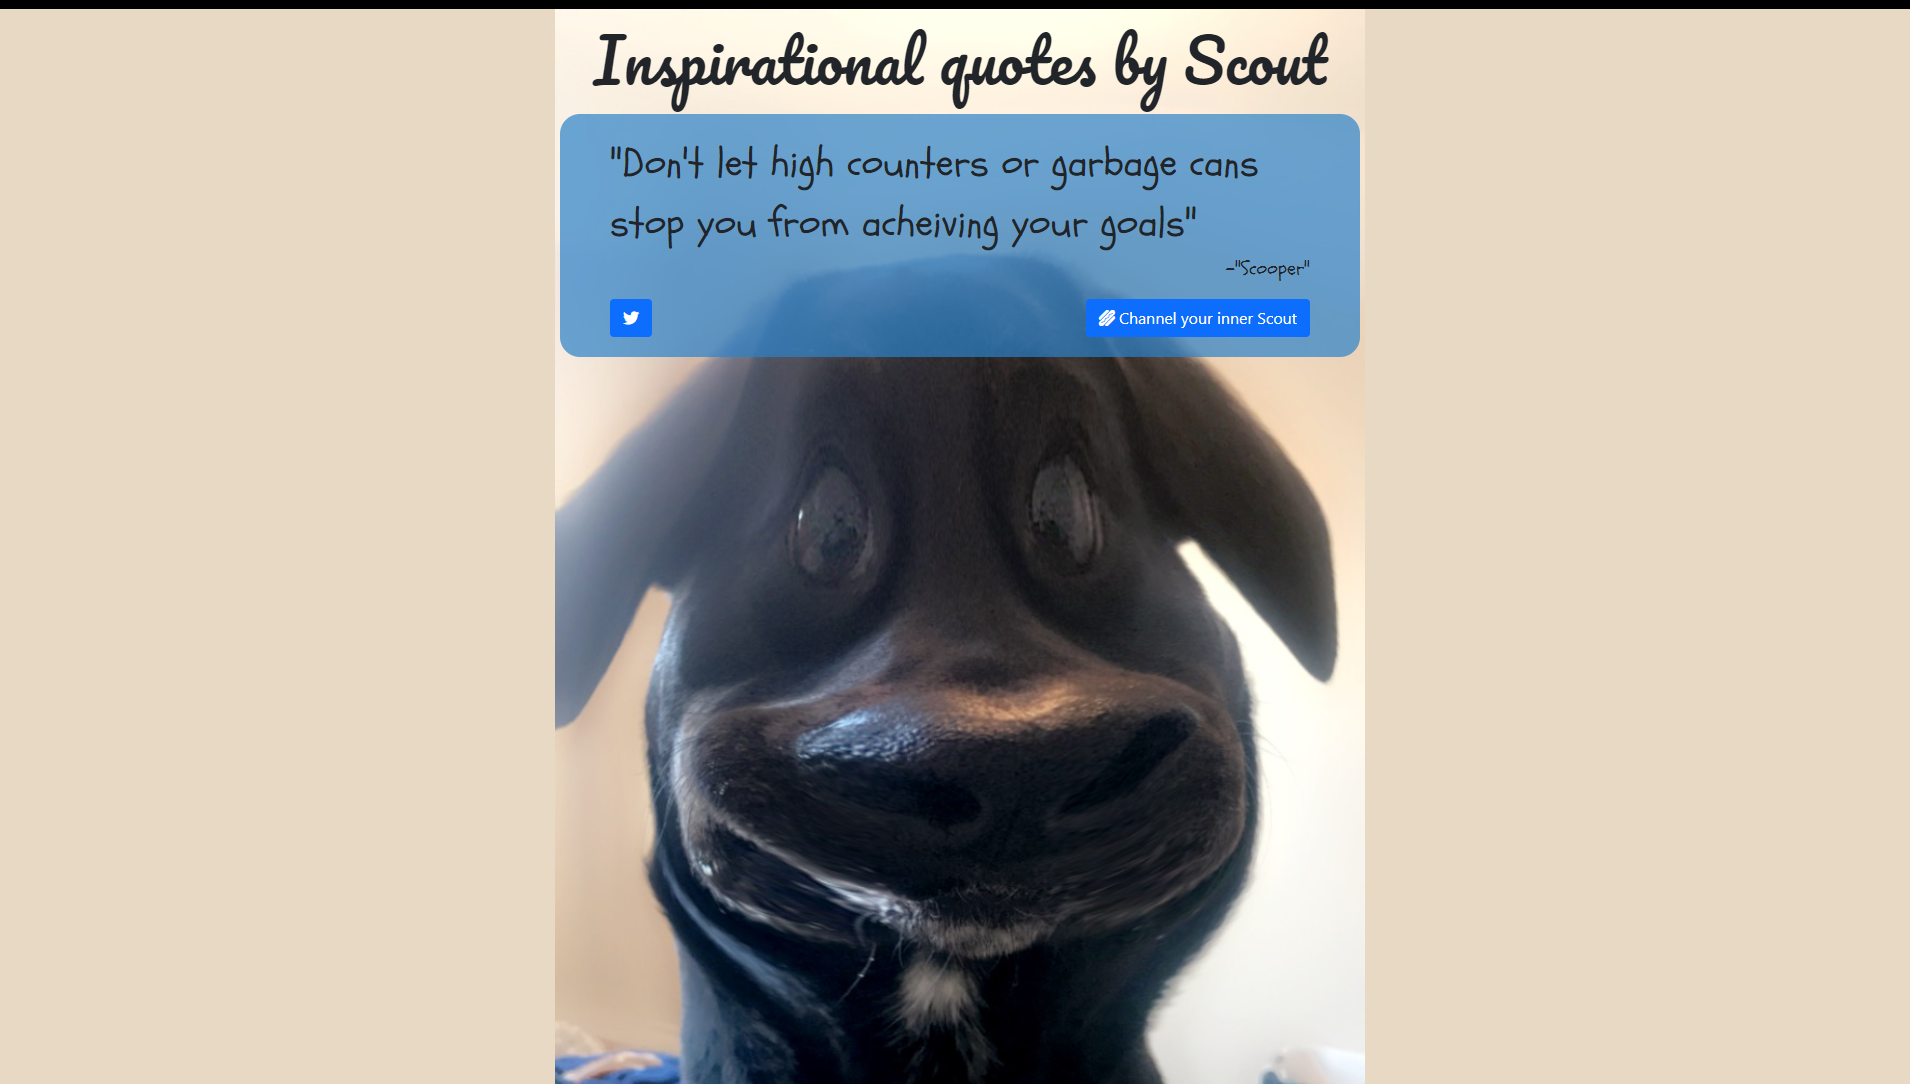 Inspirational quotes by Scout
"Don't let high counters or garbage cans
stop you from acheiving your goals"
-"Scooper"
Channel your inner Scout